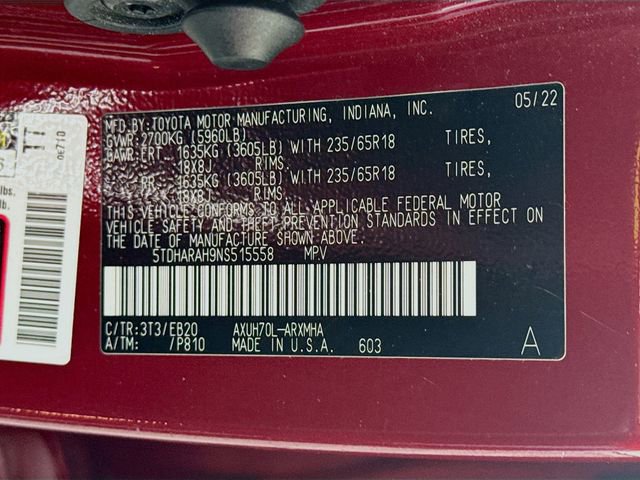 MFD.BY:TOYOTA MOTOR MANUFACTURING, INDIANA, INC. 05/22
GVWR:2700KG (5960LB)
GAWR:FRT 1635KG (3605LB) WITH 235/65R18 TIRES,
18X8J RIMS
RR 1635KG (3605LB) WITH 235/65R18 TIRES,
18X8J RIMS
THIS VEHICLE CONFORMS TO ALL APPLICABLE FEDERAL MOTOR
VEHICLE SAFETY AND THEFT PREVENTION STANDARDS IN EFFECT ON
THE DATE OF MANUFACTURE SHOWN ABOVE.
5TDHARAH9NS515558 MPV
C/TR:3T3/EB20 AXUH70L-ARXMHA
A/TM: /P810 MADE IN U.S.A. 603 A
TT
lbs.
lb.